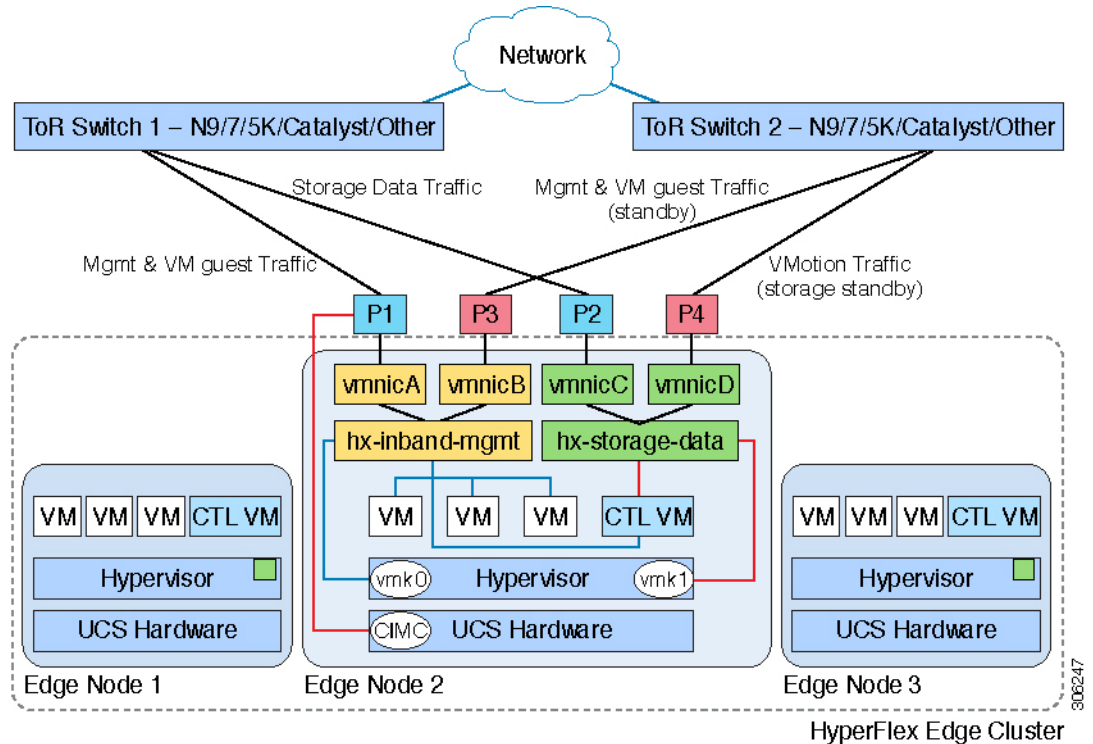 Network
ToR Switch 1 – N9/7/5K/Catalyst/Other
ToR Switch 2 – N9/7/5K/Catalyst/Other
Storage Data Traffic
Mgmt & VM guest Traffic
(standby)
Mgmt & VM guest Traffic
VMotion Traffic
(storage standby)
P1
P3
P2
P4
vmnicA
vmnicB
vmnicC
vmnicD
hx-inband-mgmt
hx-storage-data
VM
VM
VM
CTL VM
Hypervisor
UCS Hardware
Edge Node 1
VM
VM
VM
CTL VM
vmk0
Hypervisor
vmk1
CIMC
UCS Hardware
Edge Node 2
VM
VM
VM
CTL VM
Hypervisor
UCS Hardware
Edge Node 3
306247
HyperFlex Edge Cluster